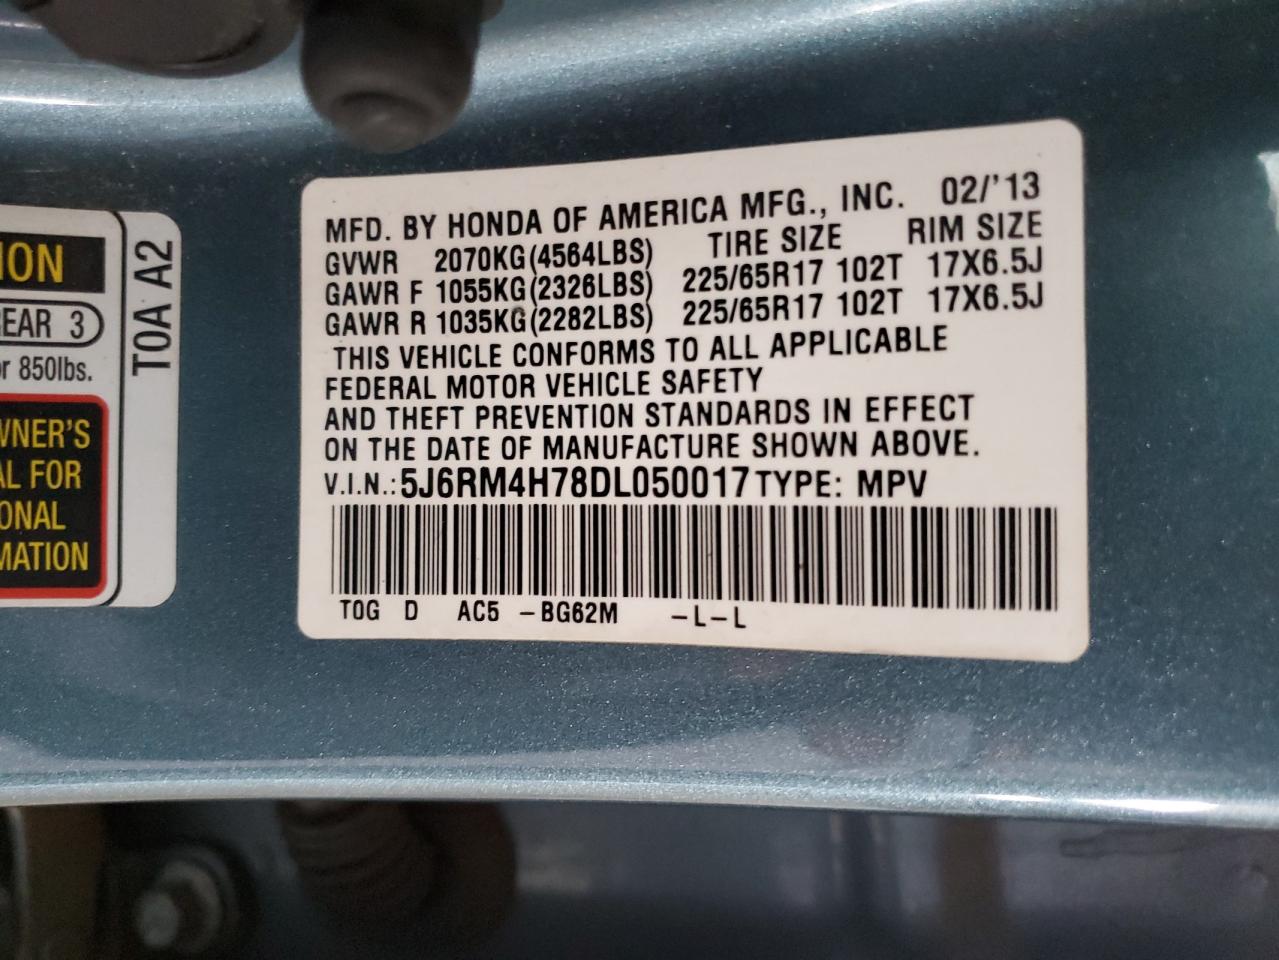 MFD. BY HONDA OF AMERICA MFG., INC. 02/'13
GVWR 2070KG(4564LBS) TIRE SIZE RIM SIZE
GAWR F 1055KG(2326LBS) 225/65R17 102T 17X6.5J
GAWR R 1035KG(2282LBS) 225/65R17 102T 17X6.5J
THIS VEHICLE CONFORMS TO ALL APPLICABLE
FEDERAL MOTOR VEHICLE SAFETY
AND THEFT PREVENTION STANDARDS IN EFFECT
ON THE DATE OF MANUFACTURE SHOWN ABOVE.
V.I.N.: 5J6RM4H78DL050017 TYPE: MPV
TOG D AC5 -BG62M -L-L
ION
EAR 3
r 850lbs.
WNER'S
AL FOR
ONAL
MATION
TOA A2